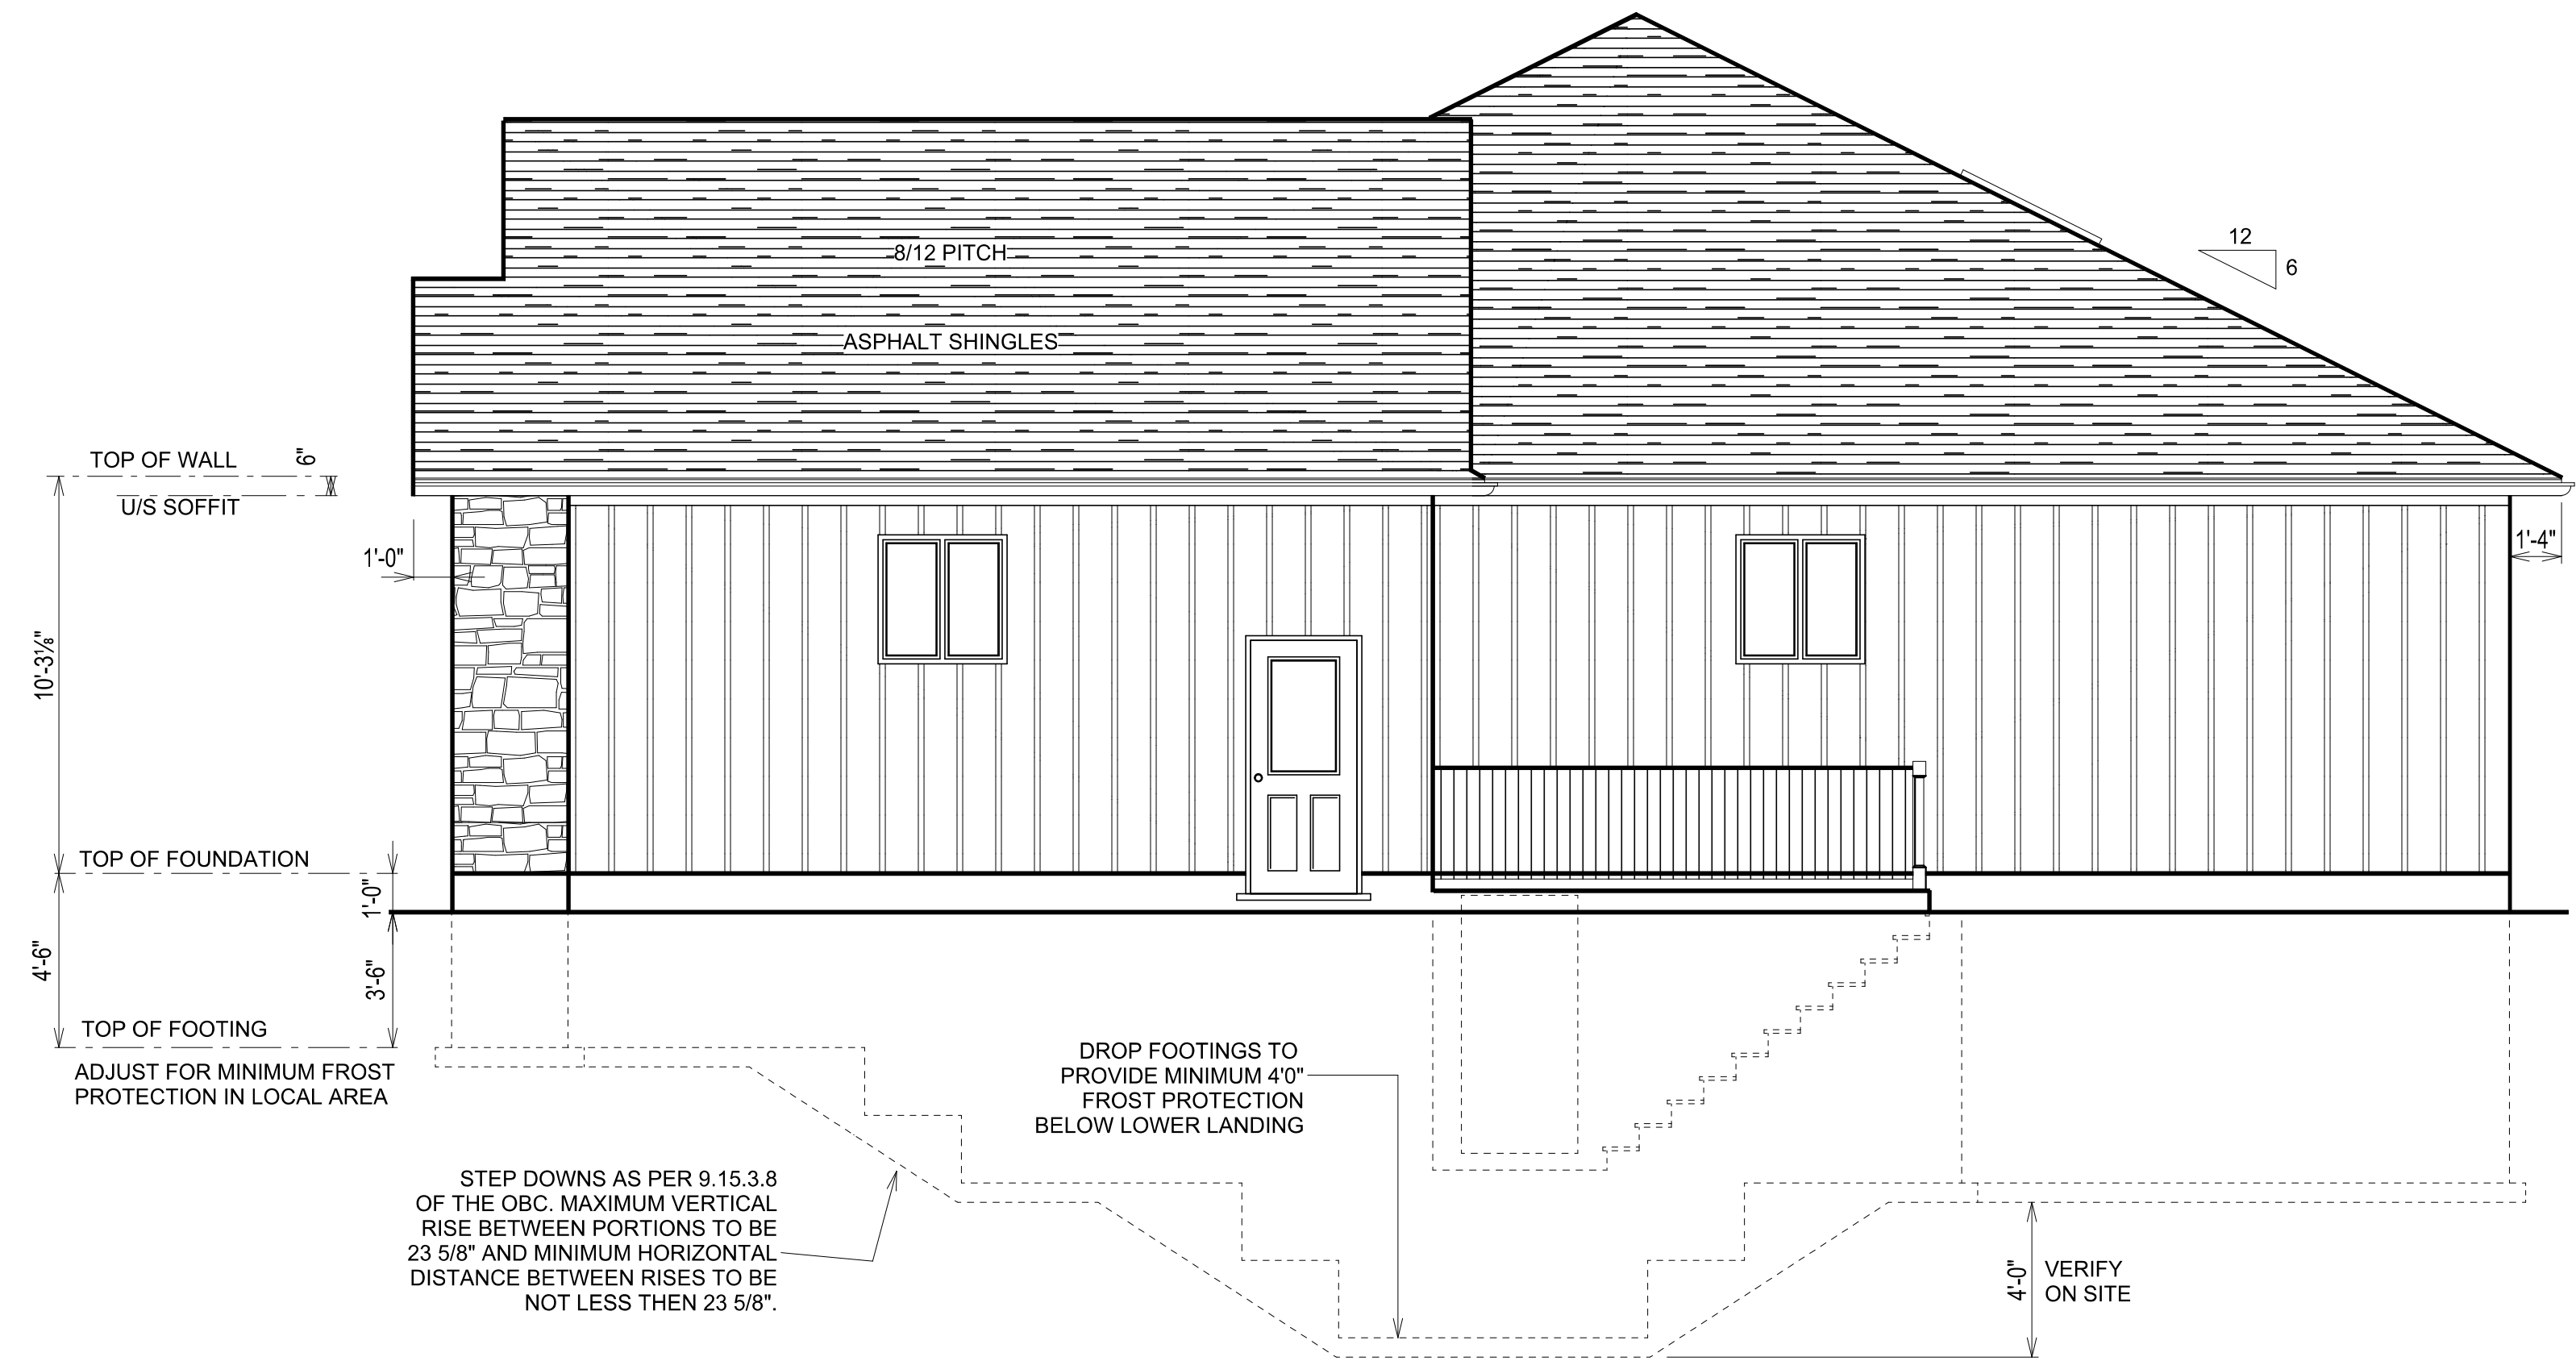 12
6
8/12 PITCH
ASPHALT SHINGLES
TOP OF WALL
6"
U/S SOFFIT
1'-0"
1'-4"
10'-3⅛"
TOP OF FOUNDATION
1'-0"
4'-6"
3'-6"
TOP OF FOOTING
ADJUST FOR MINIMUM FROST
PROTECTION IN LOCAL AREA
DROP FOOTINGS TO
PROVIDE MINIMUM 4'0"
FROST PROTECTION
BELOW LOWER LANDING
STEP DOWNS AS PER 9.15.3.8
OF THE OBC. MAXIMUM VERTICAL
RISE BETWEEN PORTIONS TO BE
23 5/8" AND MINIMUM HORIZONTAL
DISTANCE BETWEEN RISES TO BE
NOT LESS THEN 23 5/8".
4'-0"
VERIFY
ON SITE